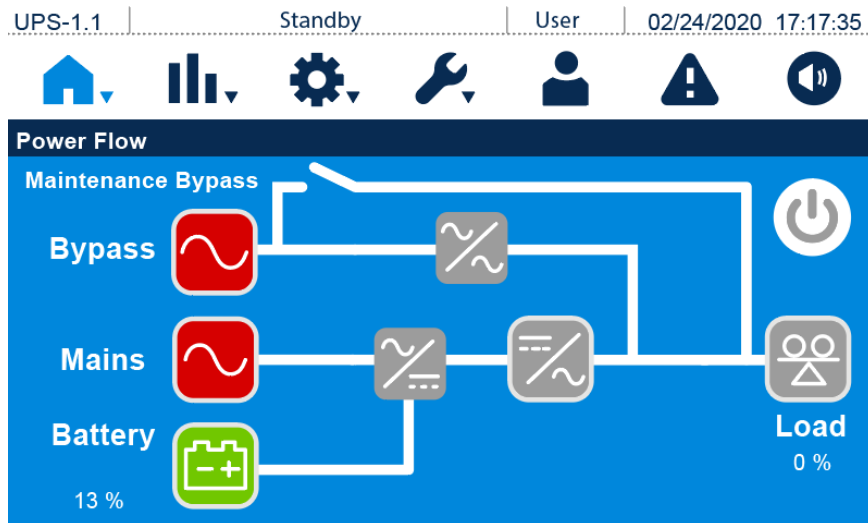 UPS-1.1 Standby User 02/24/2020 17:17:35
Power Flow
Maintenance Bypass
Bypass
Mains
Battery
13 %
Load
0 %